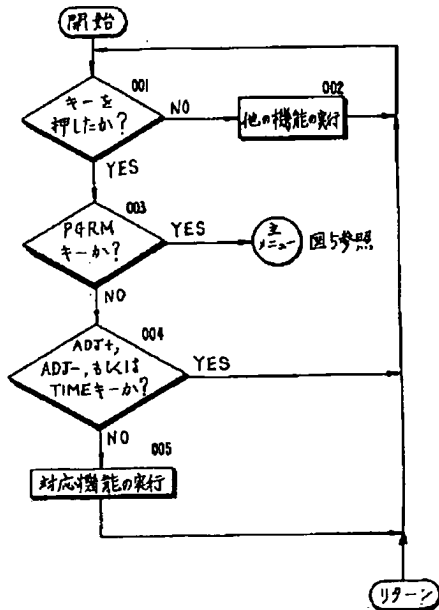 開始
001
キーを
押したか?
NO
002
他の機能の実行
YES
003
P4RM
キーか?
YES
主
メニュー
図5参照
NO
004
ADJ+,
ADJ-,もしくは
TIMEキーか?
YES
NO
005
対応機能の実行
リターン